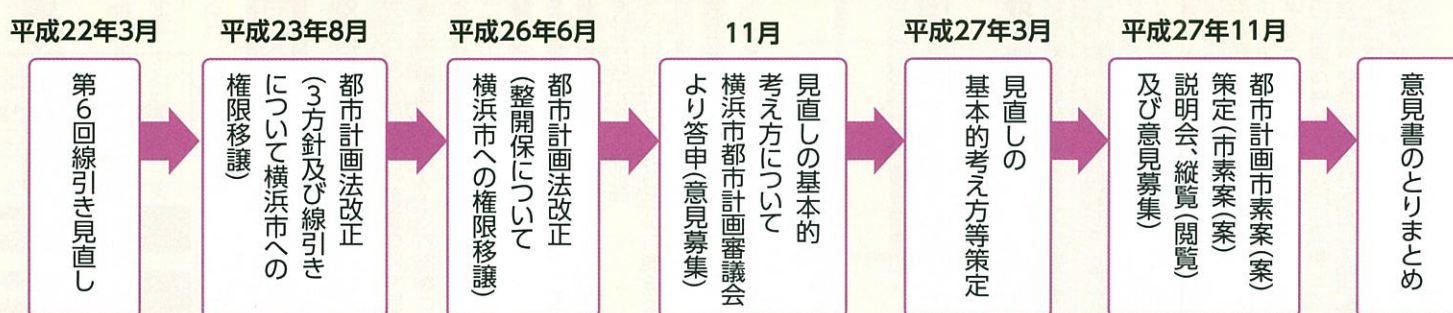 平成22年3月
第6回線引き見直し
平成23年8月
都市計画法改正
(3方針及び線引き
について横浜市への
権限移譲)
平成26年6月
都市計画法改正
(整開保について
横浜市への権限移譲)
11月
見直しの基本的
考え方について
横浜市都市計画審議会
より答申(意見募集)
平成27年3月
見直しの
基本的考え方等策定
平成27年11月
都市計画市素案(案)
策定(市素案(案)
説明会、縦覧(閲覧)
及び意見募集)
意見書のとりまとめ